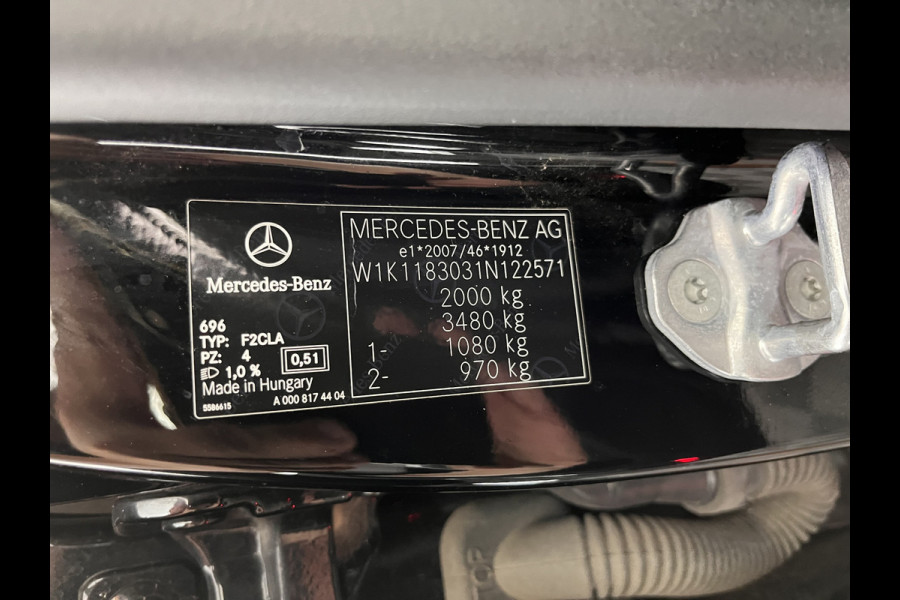 Mercedes-Benz
696
TYP: F2CLA
PZ: 4
1,0 %
0,51
Made in Hungary
5586615
A 000 817 44 04
MERCEDES-BENZ AG
e1*2007/46*1912
W1K1183031N122571
2000 kg
3480 kg
1- 1080 kg
2- 970 kg